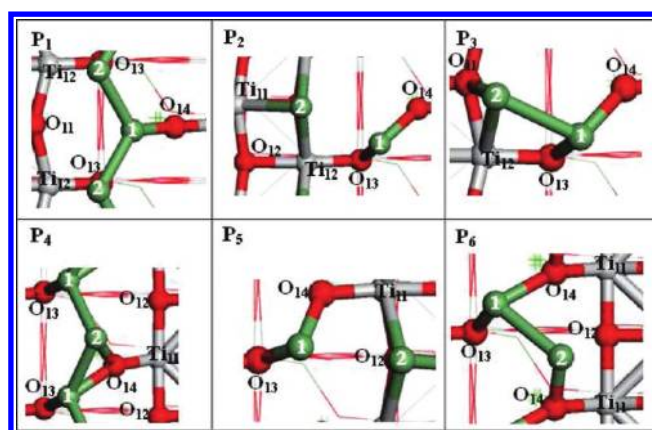 P₁
Ti₁₂ 2 O₁₃
O₁₄
O₁₁ 1
O₁₃
Ti₁₂ 2
P₂
Ti₁₁ 2 O₁₄
1
O₁₂ Ti₁₂ O₁₃
P₃
O₁₁ O₁₄
2
1
Ti₁₂ O₁₃
P₄
1
O₁₃ O₁₂
2
Ti₁₁
O₁₃ 1 O₁₄
O₁₂
P₅
O₁₄ Ti₁₁
1
O₁₂ 2
O₁₃
P₆
Ti₁₁
1 O₁₄
O₁₂
O₁₃ 2
O₁₄ Ti₁₁